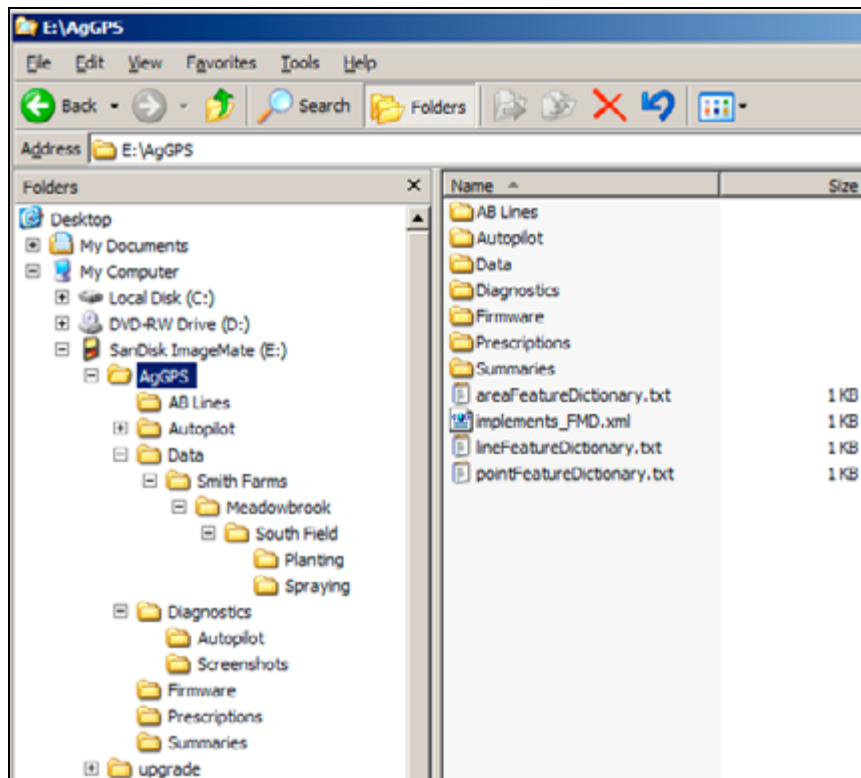 E:\AgGPS
File Edit View Favorites Tools Help
Back Search Folders
Address E:\AgGPS
Folders
Desktop
My Documents
My Computer
Local Disk (C:)
DVD-RW Drive (D:)
SanDisk ImageMate (E:)
AgGPS
AB Lines
Autopilot
Data
Smith Farms
Meadowbrook
South Field
Planting
Spraying
Diagnostics
Autopilot
Screenshots
Firmware
Prescriptions
Summaries
upgrade
Name Size
AB Lines
Autopilot
Data
Diagnostics
Firmware
Prescriptions
Summaries
areaFeatureDictionary.txt 1 KB
implements_FMD.xml 1 KB
lineFeatureDictionary.txt 1 KB
pointFeatureDictionary.txt 1 KB